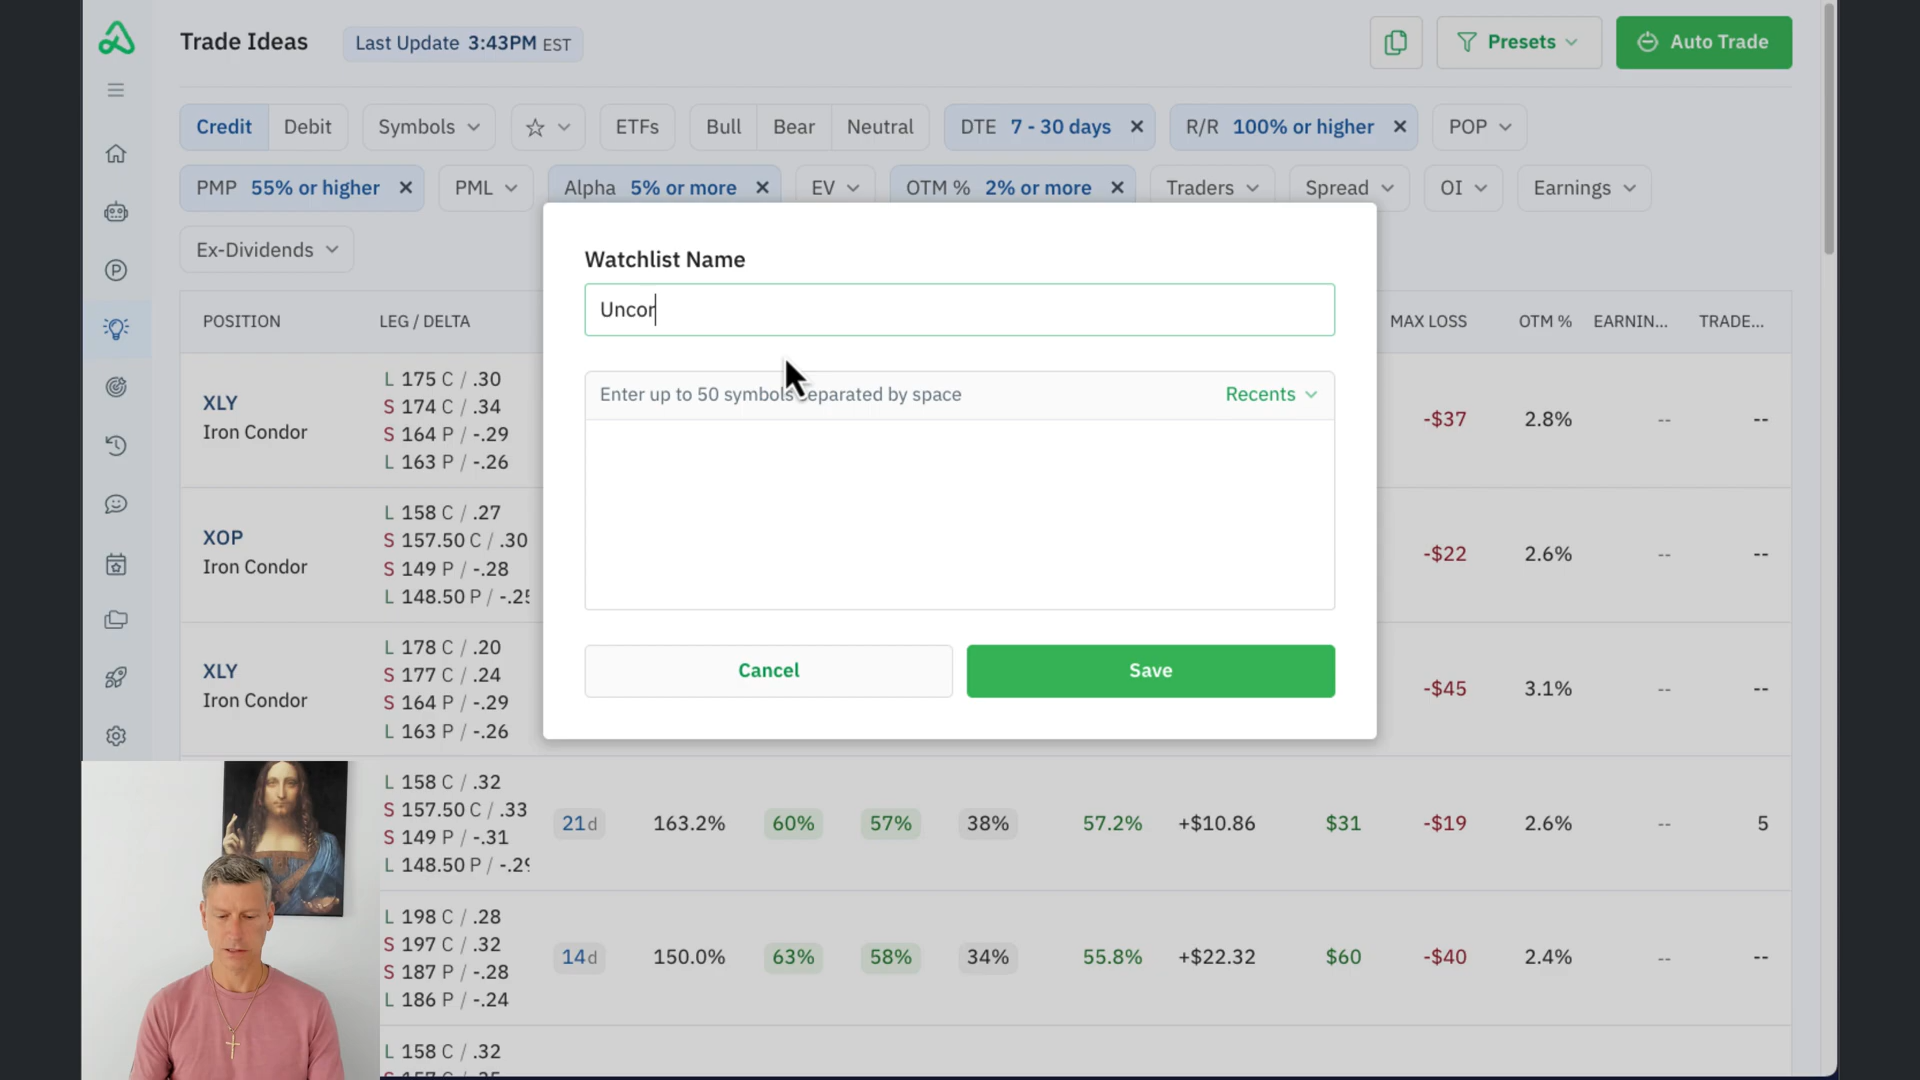 Trade Ideas
Last Update 3:43PM EST
Presets
Auto Trade
Credit
Debit
Symbols
ETFs
Bull
Bear
Neutral
DTE 7 - 30 days
R/R 100% or higher
POP
PMP 55% or higher
PML
Alpha 5% or more
EV
OTM % 2% or more
Traders
Spread
OI
Earnings
Ex-Dividends
Watchlist Name
Uncor
Enter up to 50 symbols separated by space
Recents
Cancel
Save
POSITION LEG / DELTA MAX LOSS OTM % EARNIN... TRADE...
XLY
Iron Condor
L 175 C / .30
S 174 C / .34
S 164 P / -.29
L 163 P / -.26
-$37 2.8% -- --
XOP
Iron Condor
L 158 C / .27
S 157.50 C / .30
S 149 P / -.28
L 148.50 P / -.25
-$22 2.6% -- --
XLY
Iron Condor
L 178 C / .20
S 177 C / .24
S 164 P / -.29
L 163 P / -.26
-$45 3.1% -- --
L 158 C / .32
S 157.50 C / .33
S 149 P / -.31
L 148.50 P / -.29
21d 163.2% 60% 57% 38% 57.2% +$10.86 $31 -$19 2.6% -- 5
L 198 C / .28
S 197 C / .32
S 187 P / -.28
L 186 P / -.24
14d 150.0% 63% 58% 34% 55.8% +$22.32 $60 -$40 2.4% -- --
L 158 C / .32